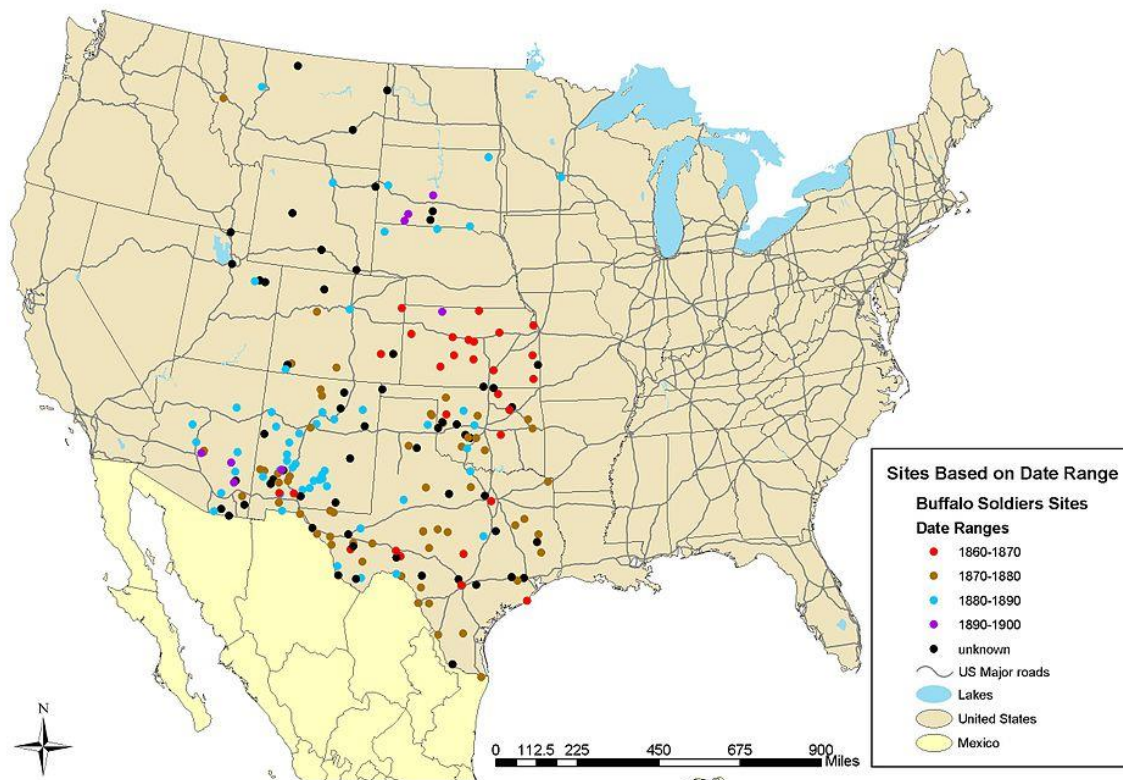 Sites Based on Date Range
Buffalo Soldiers Sites
Date Ranges
1860-1870
1870-1880
1880-1890
1890-1900
unknown
US Major roads
Lakes
United States
Mexico
N
0 112.5 225 450 675 900
Miles